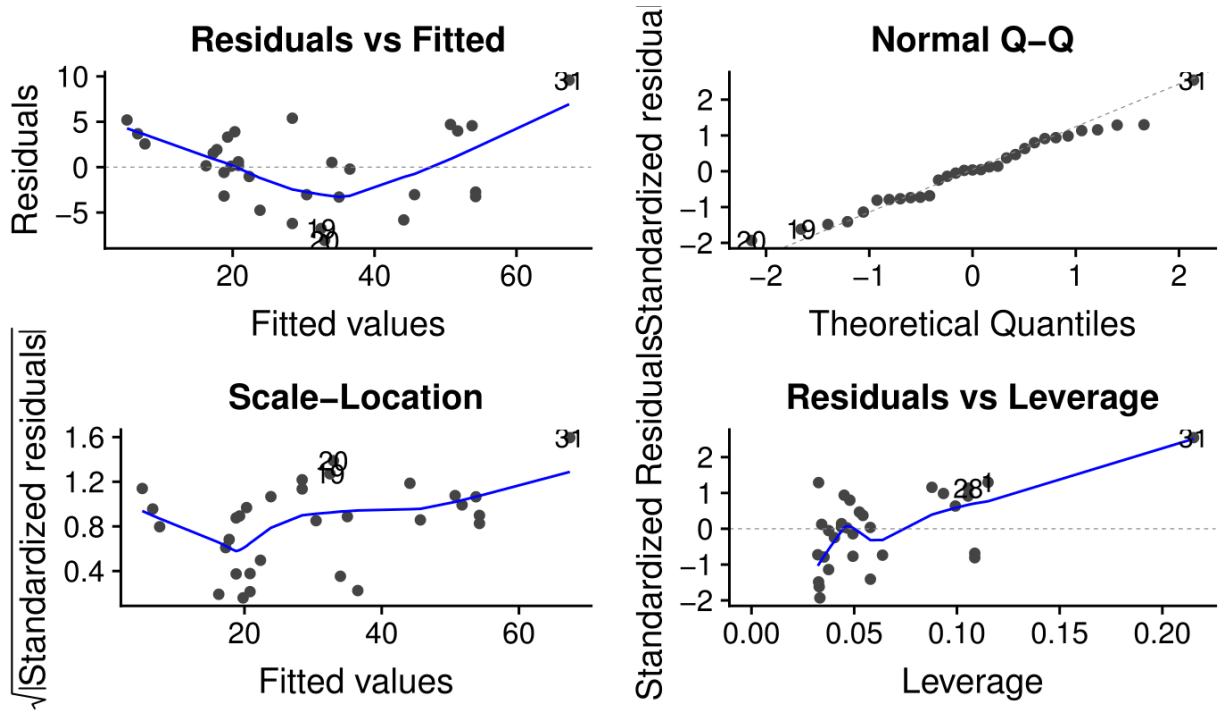 Residuals vs Fitted
Residuals
10
5
0
−5
31
19
20
20 40 60
Fitted values
Normal Q−Q
Standardized residuals
2
1
0
−1
−2
31
19
20
−2 −1 0 1 2
Theoretical Quantiles
Scale−Location
√|Standardized residuals|
1.6
1.2
0.8
0.4
31
20
19
20 40 60
Fitted values
Residuals vs Leverage
Standardized Residuals
2
1
0
−1
−2
31
28
1
0.00 0.05 0.10 0.15 0.20
Leverage